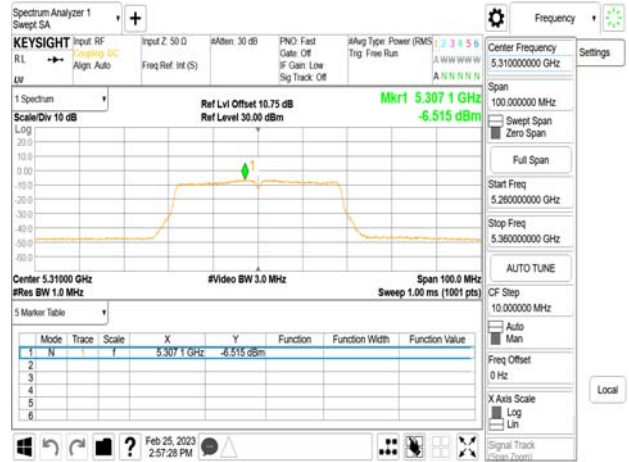 Spectrum Analyzer 1
Swept SA
KEYSIGHT
RL
Input: RF
Coupling: DC
Align: Auto
Input Z: 50 Ω
Freq Ref: Int (S)
#Atten: 30 dB
PNO: Fast
Gate: Off
IF Gain: Low
Sig Track: Off
#Avg Type: Power (RMS
Trig: Free Run
1 2 3 4 5 6
A W W W W W
A N N N N N
1 Spectrum
Scale/Div 10 dB
Ref Lvl Offset 10.75 dB
Ref Level 30.00 dBm
Mkr1 5.307 1 GHz
-6.515 dBm
Log
20.0
10.0
0.00
-10.0
-20.0
-30.0
-40.0
-50.0
-60.0
1
Center 5.31000 GHz
#Res BW 1.0 MHz
#Video BW 3.0 MHz
Span 100.0 MHz
Sweep 1.00 ms (1001 pts)
5 Marker Table
Mode Trace Scale X Y Function Function Width Function Value
1 N 1 f 5.307 1 GHz -6.515 dBm
2
3
4
5
6
Feb 25, 2023
2:57:28 PM
Frequency
Settings
Center Frequency
5.310000000 GHz
Span
100.000000 MHz
Swept Span
Zero Span
Full Span
Start Freq
5.260000000 GHz
Stop Freq
5.360000000 GHz
AUTO TUNE
CF Step
10.000000 MHz
Auto
Man
Freq Offset
0 Hz
X Axis Scale
Log
Lin
Signal Track
(Span Zoom)
Local